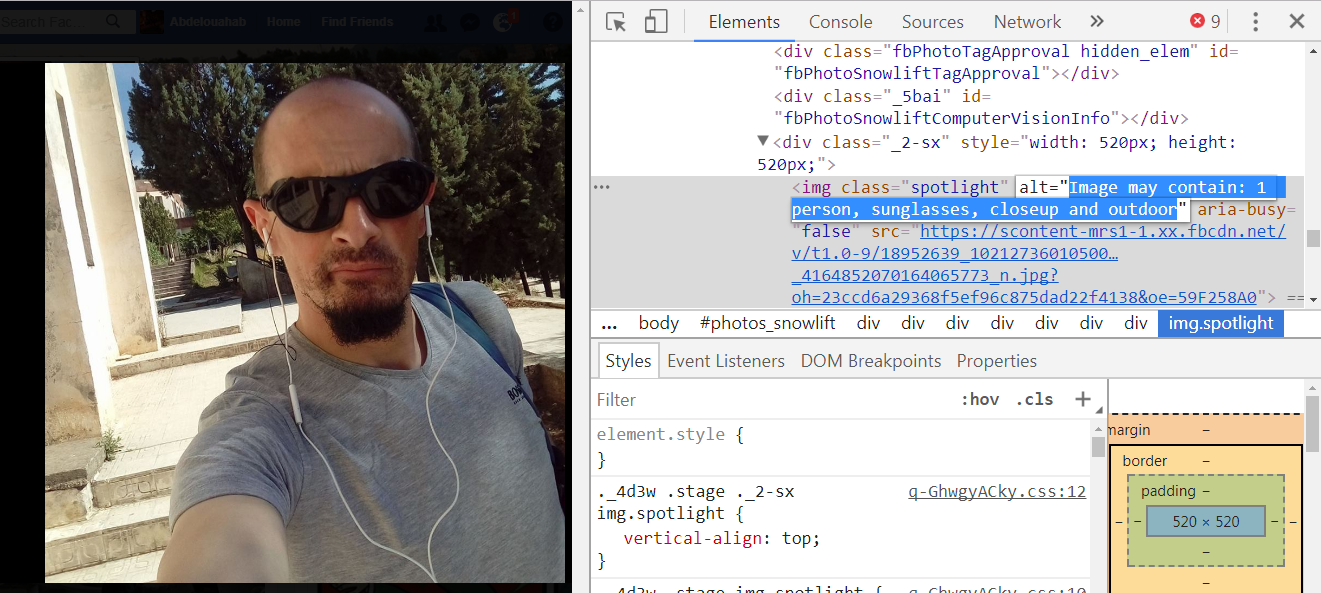 Search Fac
Abdelouahab
Home
Find Friends
Elements Console Sources Network 9
<div class="fbPhotoTagApproval hidden_elem" id=
"fbPhotoSnowliftTagApproval"></div>
<div class="_5bai" id=
"fbPhotoSnowliftComputerVisionInfo"></div>
<div class="_2-sx" style="width: 520px; height:
520px;">
<img class="spotlight" alt="Image may contain: 1
person, sunglasses, closeup and outdoor" aria-busy=
"false" src="https://scontent-mrs1-1.xx.fbcdn.net/
v/t1.0-9/18952639_10212736010500…
_4164852070164065773_n.jpg?
oh=23ccd6a29368f5ef96c875dad22f4138&oe=59F258A0"> ==
... body #photos_snowlift div div div div div div div img.spotlight
Styles Event Listeners DOM Breakpoints Properties
Filter :hov .cls +
element.style {
}
._4d3w .stage ._2-sx q-GhwgyACky.css:12
img.spotlight {
vertical-align: top;
}
._4d3w .stage img.spotlight { q-GhwgyACky.css:10
margin –
border –
padding –
– – 520 × 520 – –
–
–